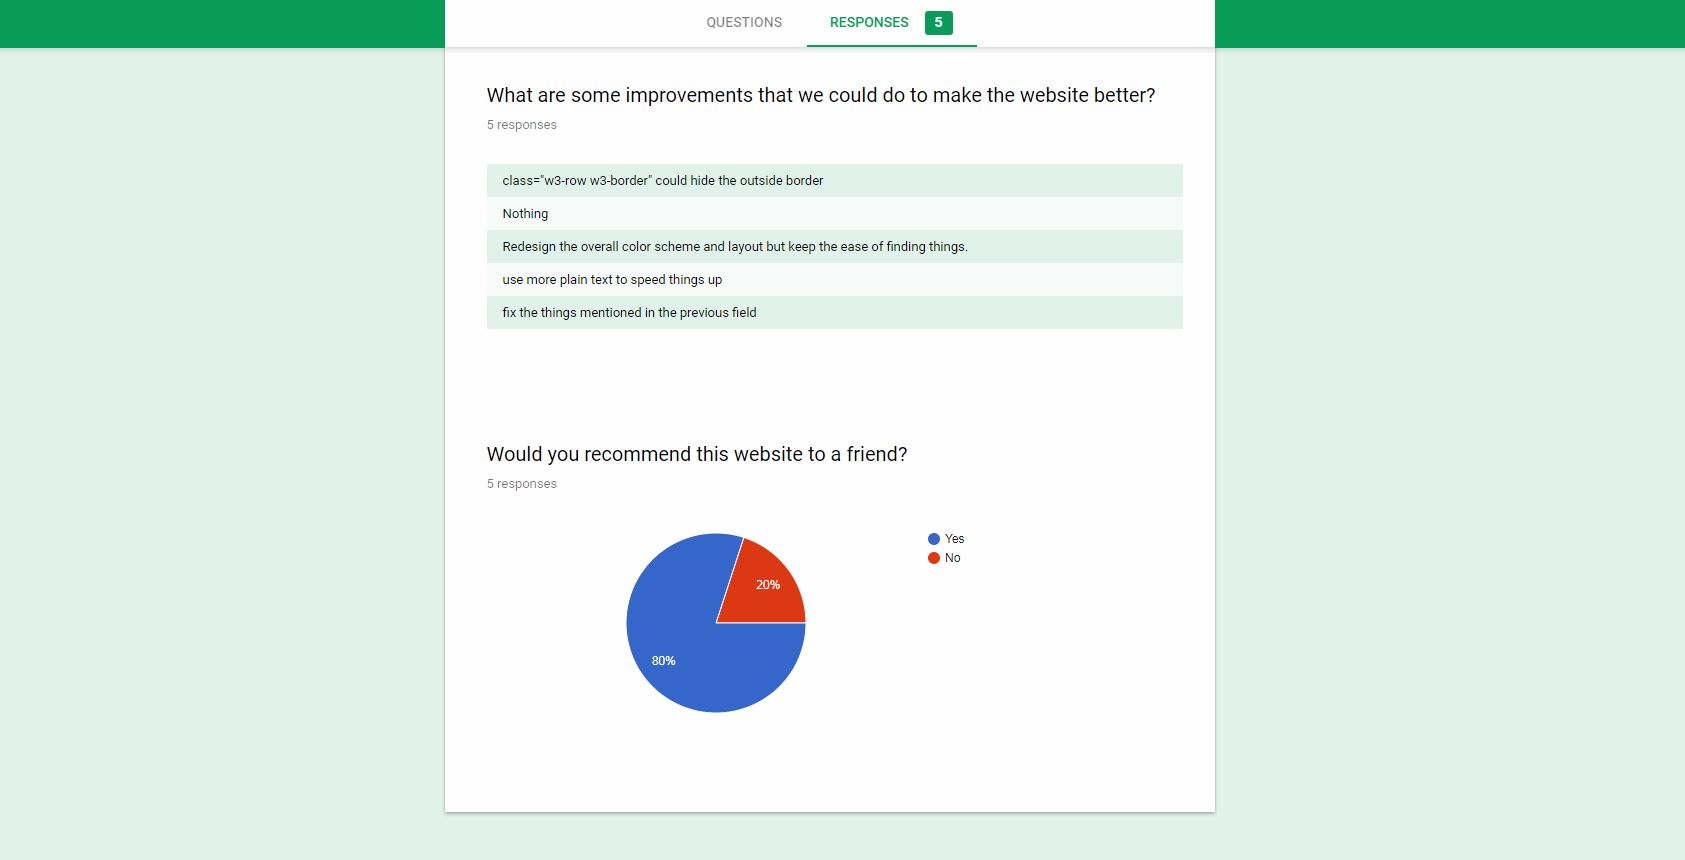 QUESTIONS RESPONSES 5
What are some improvements that we could do to make the website better?
5 responses
class="w3-row w3-border" could hide the outside border
Nothing
Redesign the overall color scheme and layout but keep the ease of finding things.
use more plain text to speed things up
fix the things mentioned in the previous field
Would you recommend this website to a friend?
5 responses
Yes
No
20%
80%